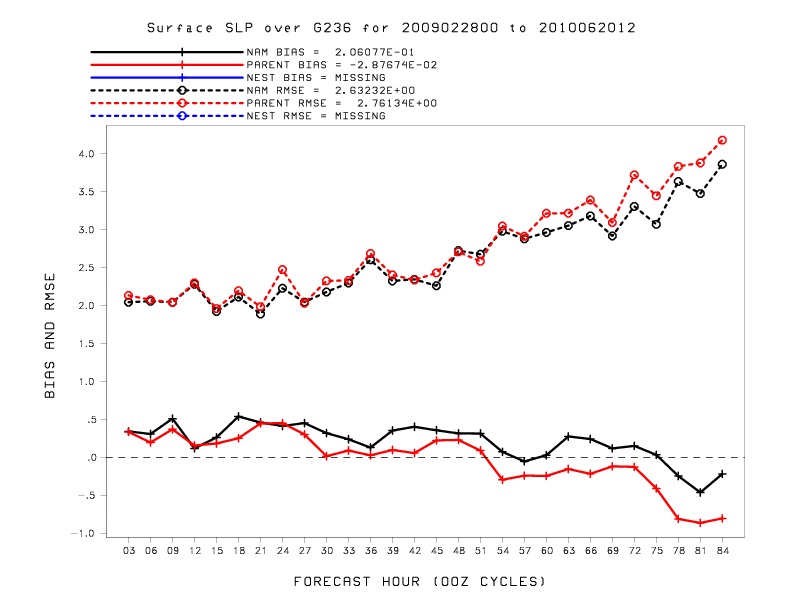 Surface SLP over G236 for 2009022800 to 2010062012
NAM BIAS = 2.06077E-01
PARENT BIAS = -2.87674E-02
NEST BIAS = MISSING
NAM RMSE = 2.63232E+00
PARENT RMSE = 2.76134E+00
NEST RMSE = MISSING
4.0
3.5
3.0
2.5
2.0
1.5
1.0
.5
.0
-.5
-1.0
BIAS AND RMSE
03 06 09 12 15 18 21 24 27 30 33 36 39 42 45 48 51 54 57 60 63 66 69 72 75 78 81 84
FORECAST HOUR (00Z CYCLES)